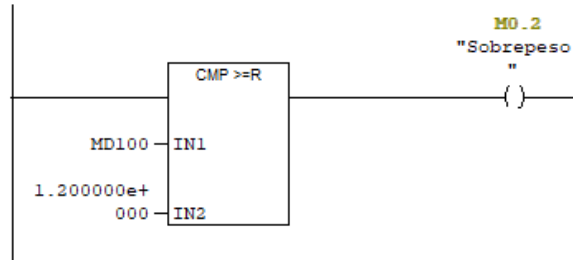 M0.2
"Sobrepeso
"
CMP >=R
MD100
IN1
1.200000e+
000
IN2